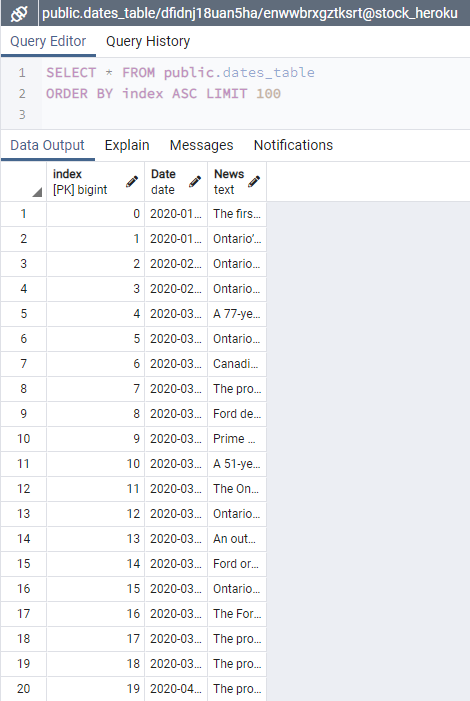 public.dates_table/dfidnj18uan5ha/enwwbrxgztksrt@stock_heroku
Query Editor Query History
1 SELECT * FROM public.dates_table
2 ORDER BY index ASC LIMIT 100
3
Data Output Explain Messages Notifications
index Date News
[PK] bigint date text
1 0 2020-01... The firs...
2 1 2020-01... Ontario'...
3 2 2020-02... Ontario...
4 3 2020-02... Ontario...
5 4 2020-03... A 77-ye...
6 5 2020-03... Ontario...
7 6 2020-03... Canadi...
8 7 2020-03... The pro...
9 8 2020-03... Ford de...
10 9 2020-03... Prime ...
11 10 2020-03... A 51-ye...
12 11 2020-03... The On...
13 12 2020-03... Ontario...
14 13 2020-03... An out...
15 14 2020-03... Ford or...
16 15 2020-03... Ontario...
17 16 2020-03... The For...
18 17 2020-03... The pro...
19 18 2020-03... The pro...
20 19 2020-04... The pro...